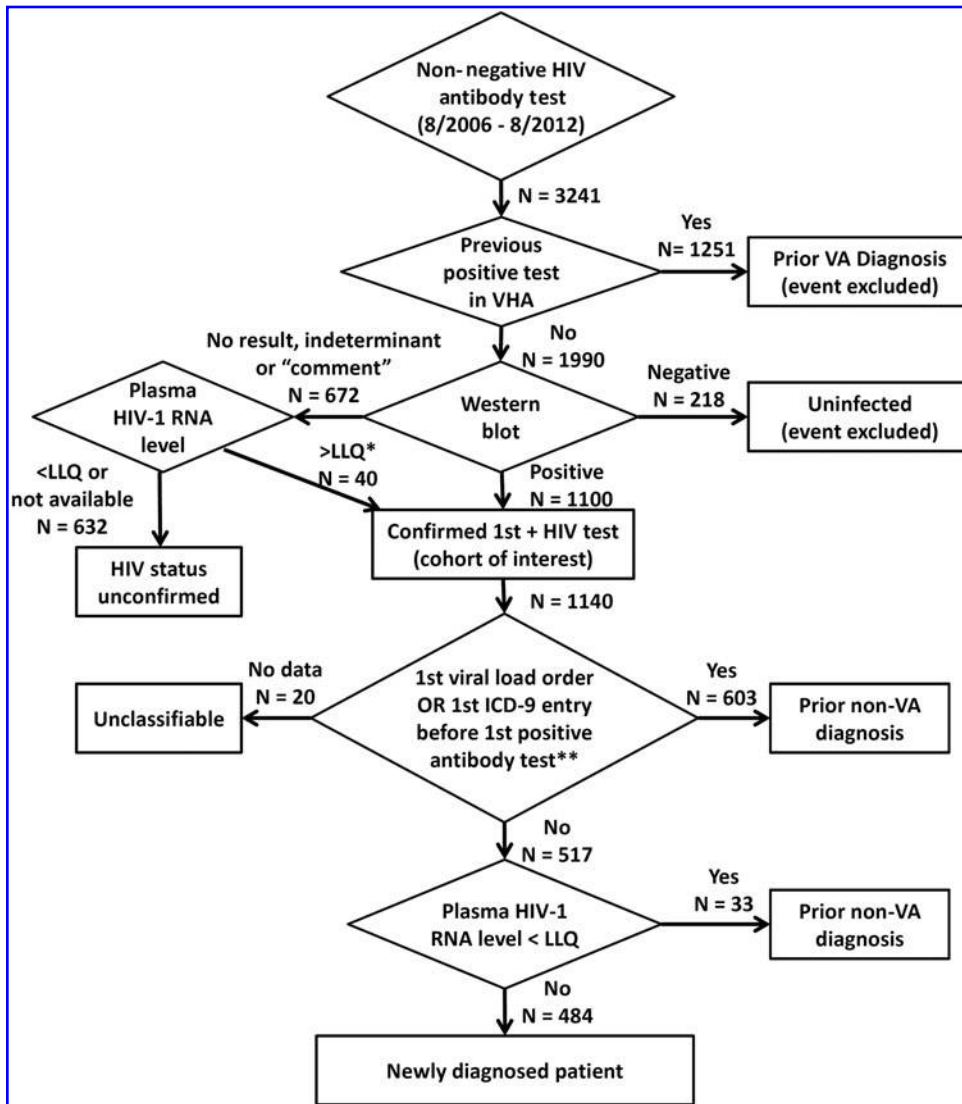 Non-negative HIV
antibody test
(8/2006 - 8/2012)
N = 3241
Previous
positive test
in VHA
Yes
N= 1251
Prior VA Diagnosis
(event excluded)
No
N = 1990
No result, indeterminant
or “comment”
N = 672
Plasma
HIV-1 RNA
level
Western
blot
Negative
N = 218
Uninfected
(event excluded)
<LLQ or
not available
N = 632
>LLQ*
N = 40
Positive
N = 1100
HIV status
unconfirmed
Confirmed 1st + HIV test
(cohort of interest)
N = 1140
No data
N = 20
Unclassifiable
1st viral load order
OR 1st ICD-9 entry
before 1st positive
antibody test**
Yes
N = 603
Prior non-VA
diagnosis
No
N = 517
Plasma HIV-1
RNA level < LLQ
Yes
N = 33
Prior non-VA
diagnosis
No
N = 484
Newly diagnosed patient